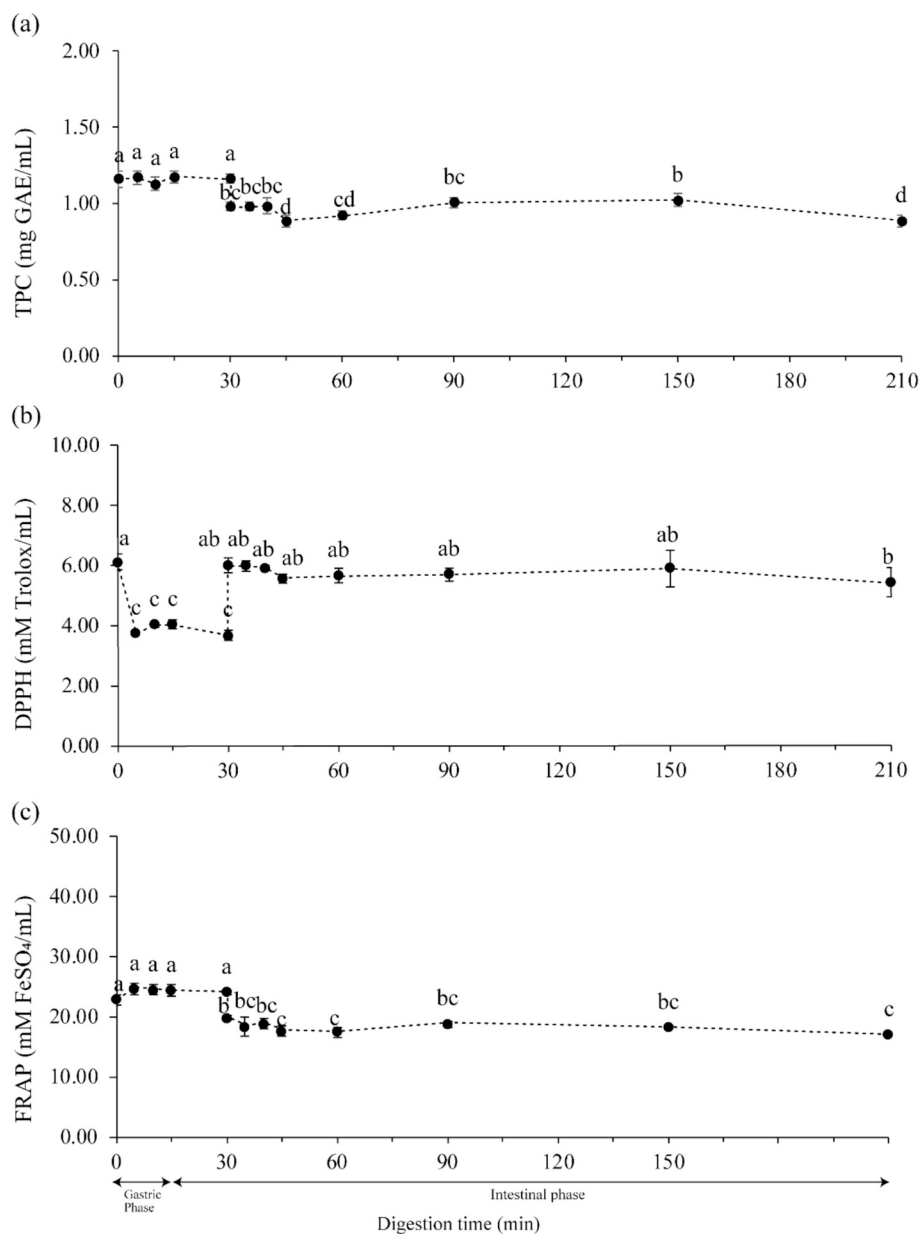 (a)
TPC (mg GAE/mL)
2.00
1.50
1.00
0.50
0.00
a a a a a
bc bc bc bc d cd bc b d
0 30 60 90 120 150 180 210
(b)
DPPH (mM Trolox/mL)
10.00
8.00
6.00
4.00
2.00
0.00
a ab ab ab ab ab ab ab b
c c c c
0 30 60 90 120 150 180 210
(c)
FRAP (mM FeSO₄/mL)
50.00
40.00
30.00
20.00
10.00
0.00
a a a a a
b bc bc c c bc bc c
0 30 60 90 120 150
Gastric
Phase
Intestinal phase
Digestion time (min)